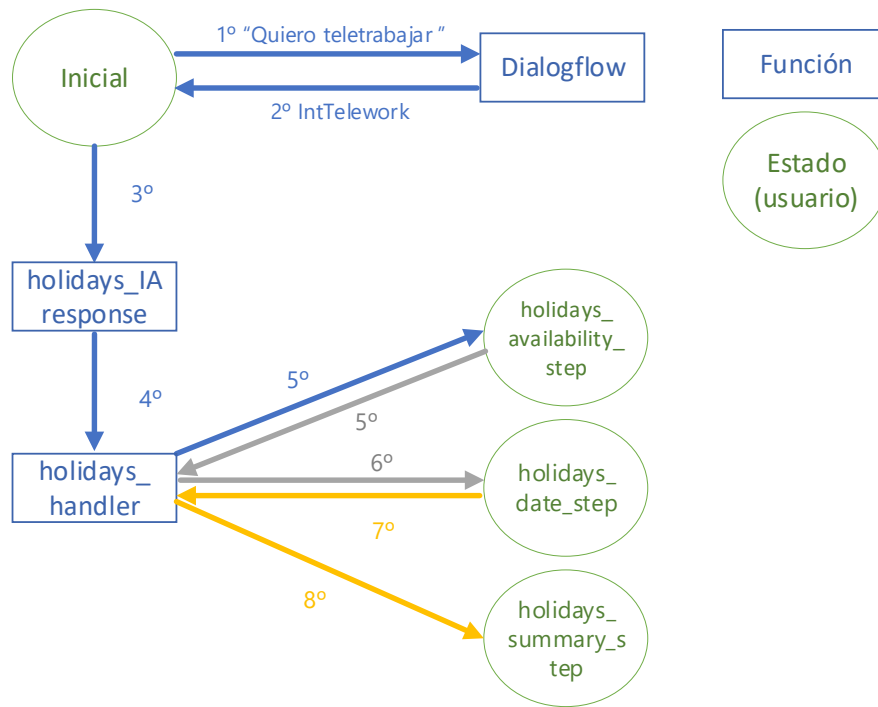 1º “Quiero teletrabajar ”
Inicial
Dialogflow
Función
2º IntTelework
Estado
(usuario)
3º
holidays_IA
response
holidays_
availability_
step
4º
5º
5º
6º
holidays_
handler
holidays_
date_step
7º
8º
holidays_
summary_s
tep